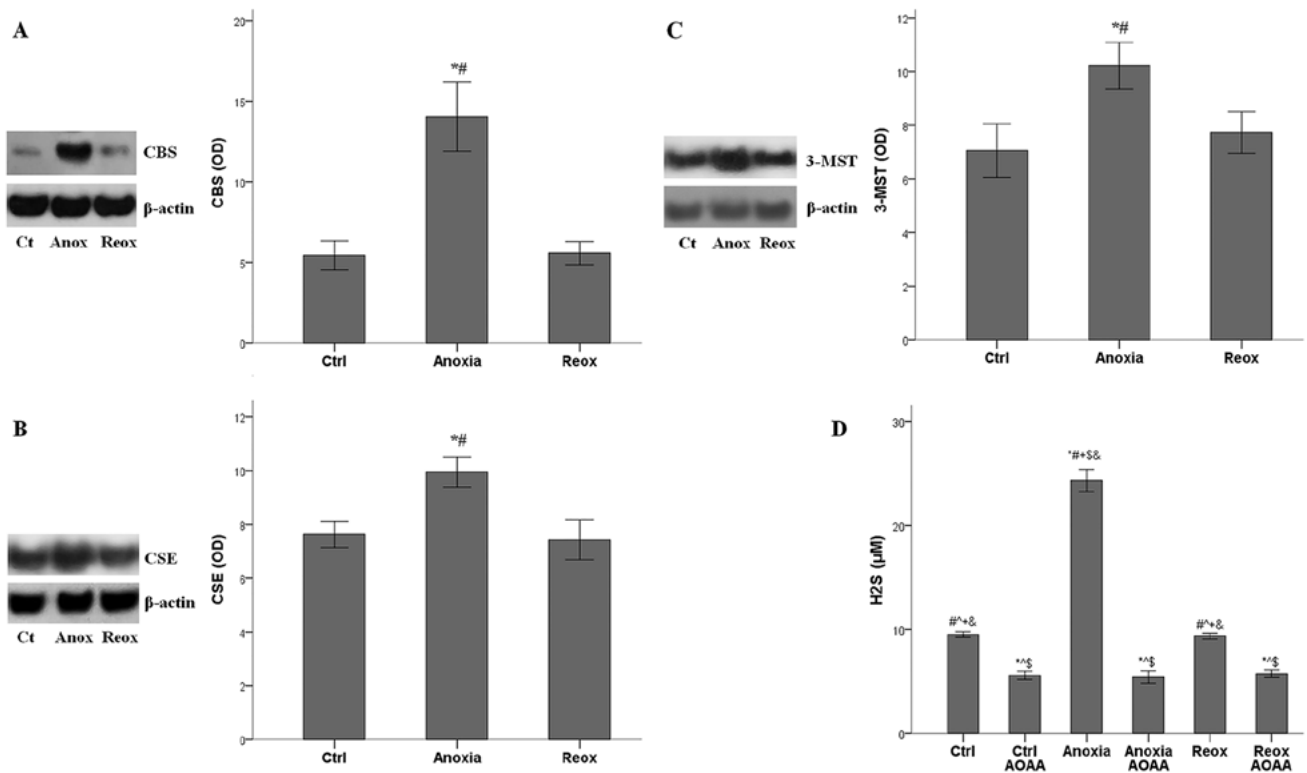 A
CBS
β-actin
Ct Anox Reox
CBS (OD)
20
15
10
5
0
*#
Ctrl Anoxia Reox
B
CSE
β-actin
Ct Anox Reox
CSE (OD)
12
10
8
6
4
2
0
*#
Ctrl Anoxia Reox
C
3-MST
β-actin
Ct Anox Reox
3-MST (OD)
12
10
8
6
4
2
0
*#
Ctrl Anoxia Reox
D
H2S (μM)
30
20
10
0
#^+& *^$ *#+$& *^$ #^+& *^$
Ctrl Ctrl Anoxia Anoxia Reox Reox
AOAA AOAA AOAA